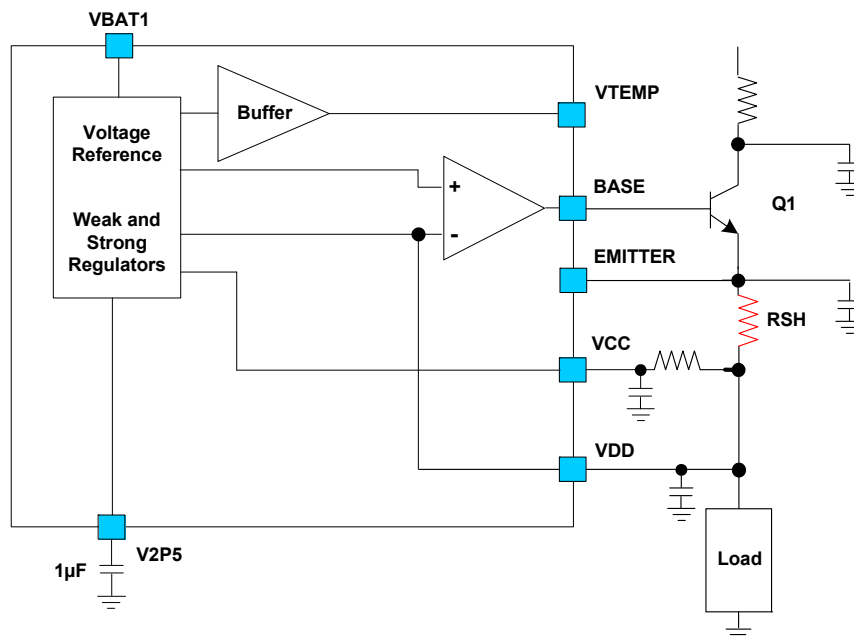 VBAT1
VTEMP
Buffer
Voltage
Reference
+
BASE
Q1
Weak and
Strong
Regulators
-
EMITTER
RSH
VCC
VDD
V2P5
1µF
Load